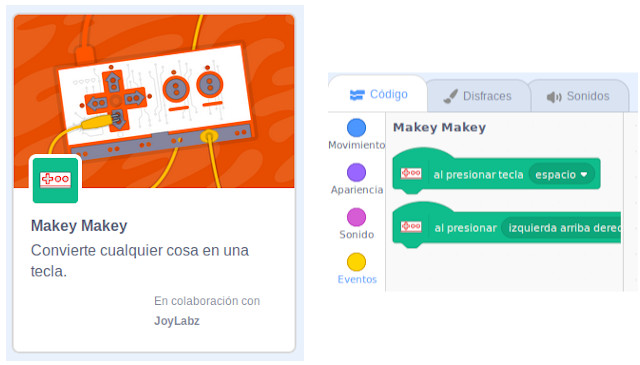 Makey Makey
Convierte cualquier cosa en una
tecla.
En colaboración con
JoyLabz
Código
Disfraces
Sonidos
Movimiento
Apariencia
Sonido
Eventos
Makey Makey
al presionar tecla espacio
al presionar izquierda arriba derec